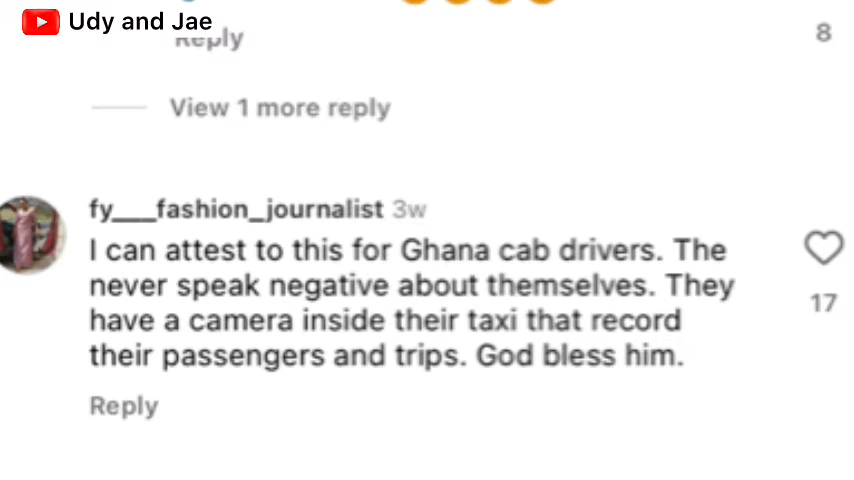 Udy and Jae
Reply
8
View 1 more reply
fy___fashion_journalist 3w
I can attest to this for Ghana cab drivers. The
never speak negative about themselves. They
have a camera inside their taxi that record
17
their passengers and trips. God bless him.
Reply